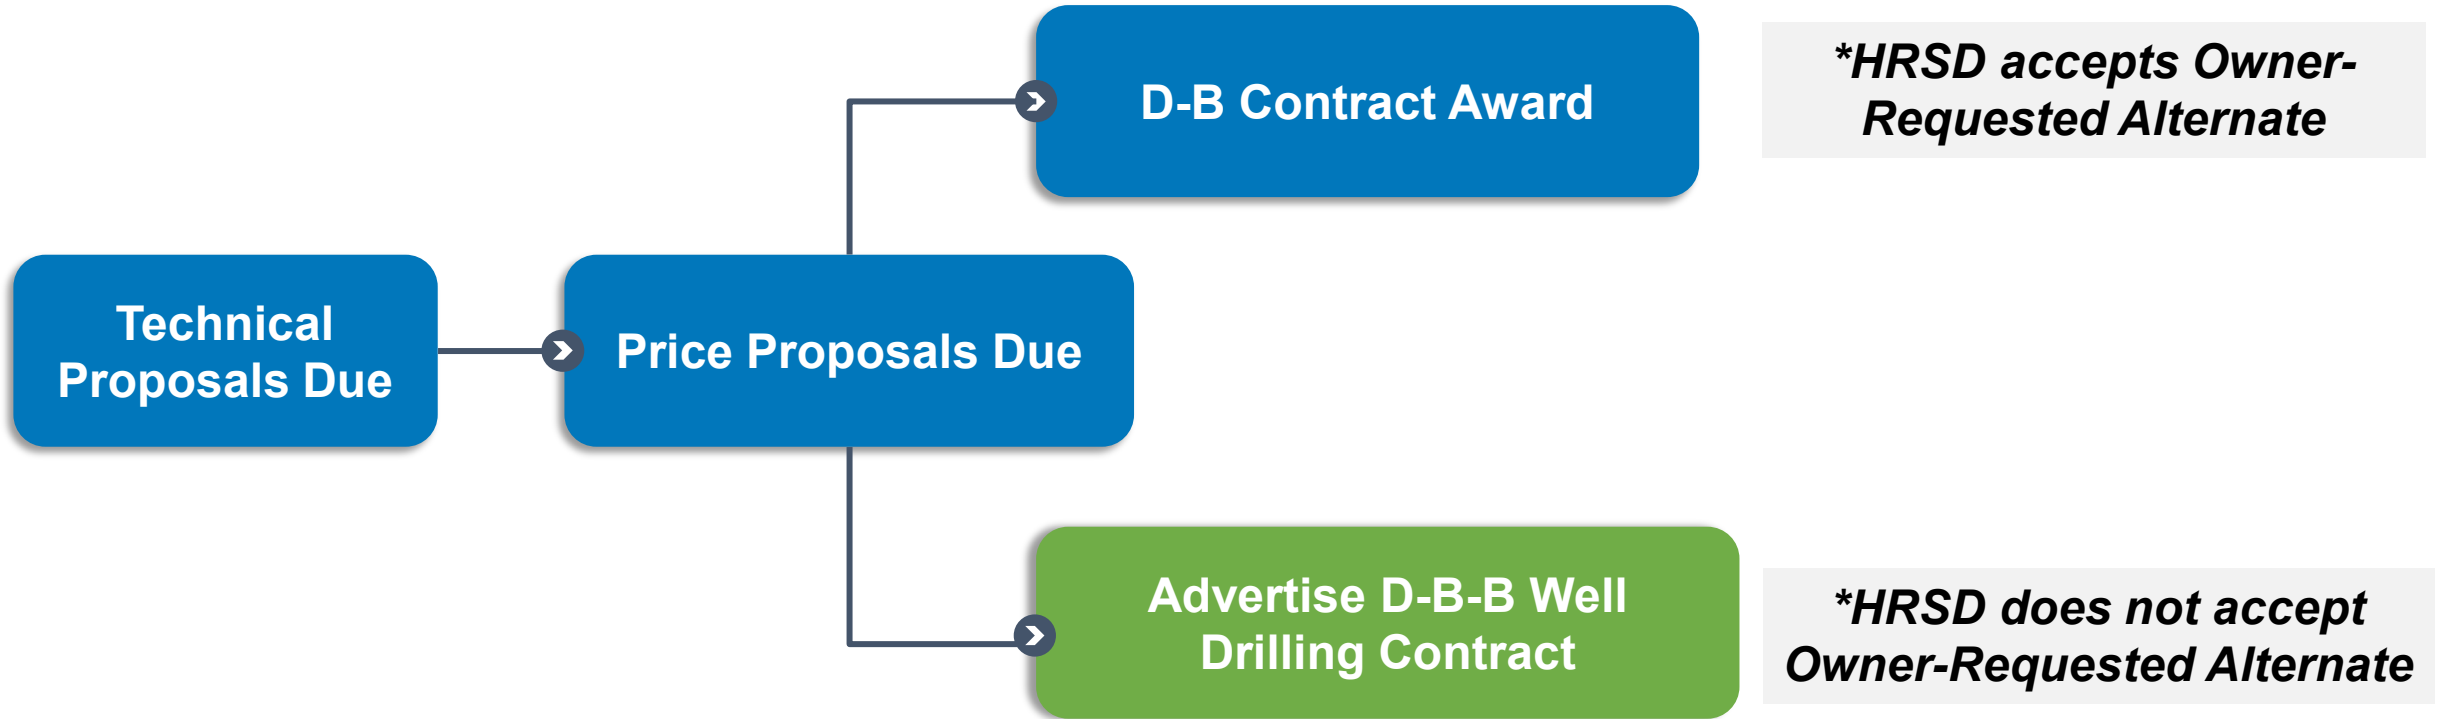 D-B Contract Award
*HRSD accepts Owner-
Requested Alternate
Technical
Proposals Due
Price Proposals Due
Advertise D-B-B Well
Drilling Contract
*HRSD does not accept
Owner-Requested Alternate